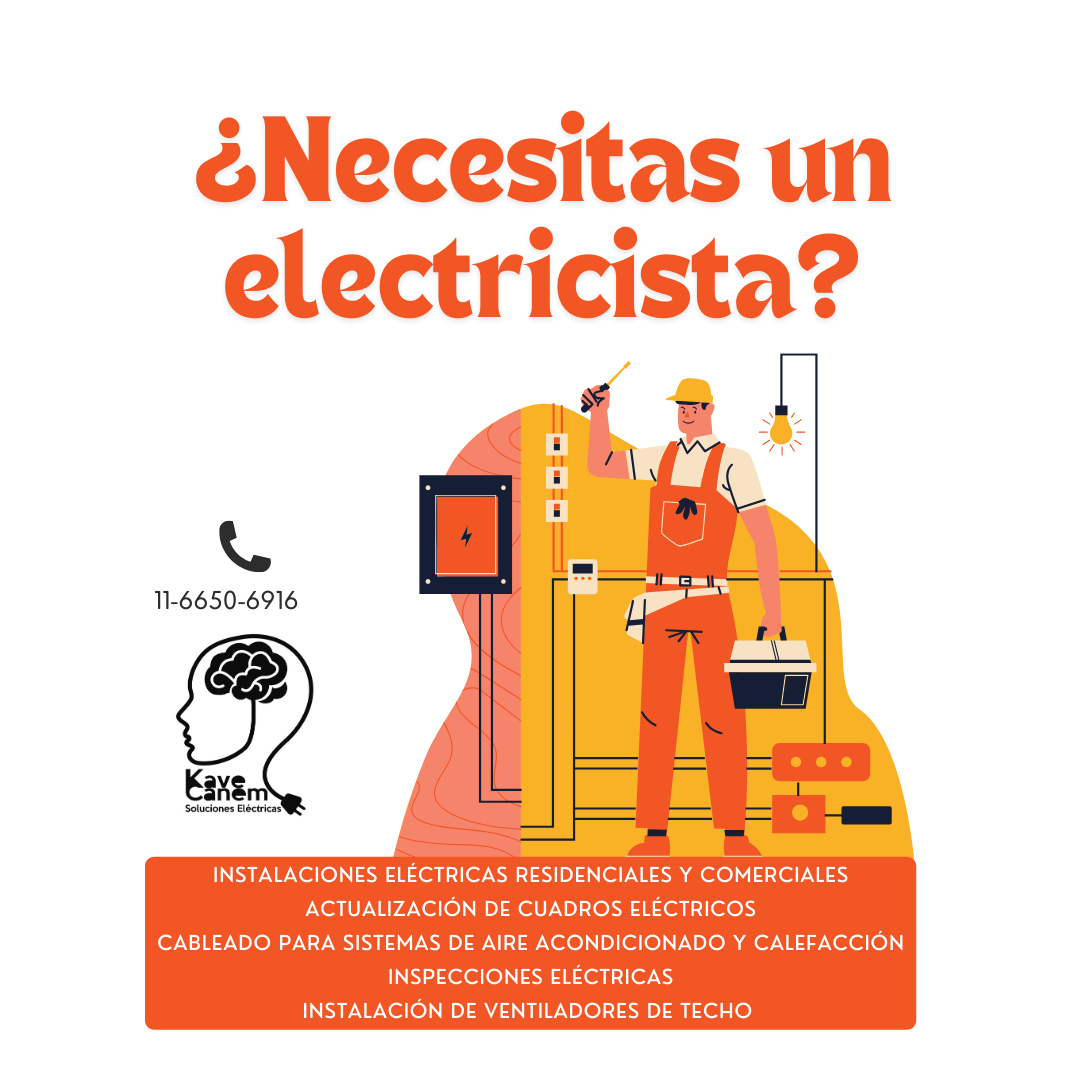 ¿Necesitas un
electricista?
11-6650-6916
Kave
Canem
Soluciones Eléctricas
INSTALACIONES ELÉCTRICAS RESIDENCIALES Y COMERCIALES
ACTUALIZACIÓN DE CUADROS ELÉCTRICOS
CABLEADO PARA SISTEMAS DE AIRE ACONDICIONADO Y CALEFACCIÓN
INSPECCIONES ELÉCTRICAS
INSTALACIÓN DE VENTILADORES DE TECHO